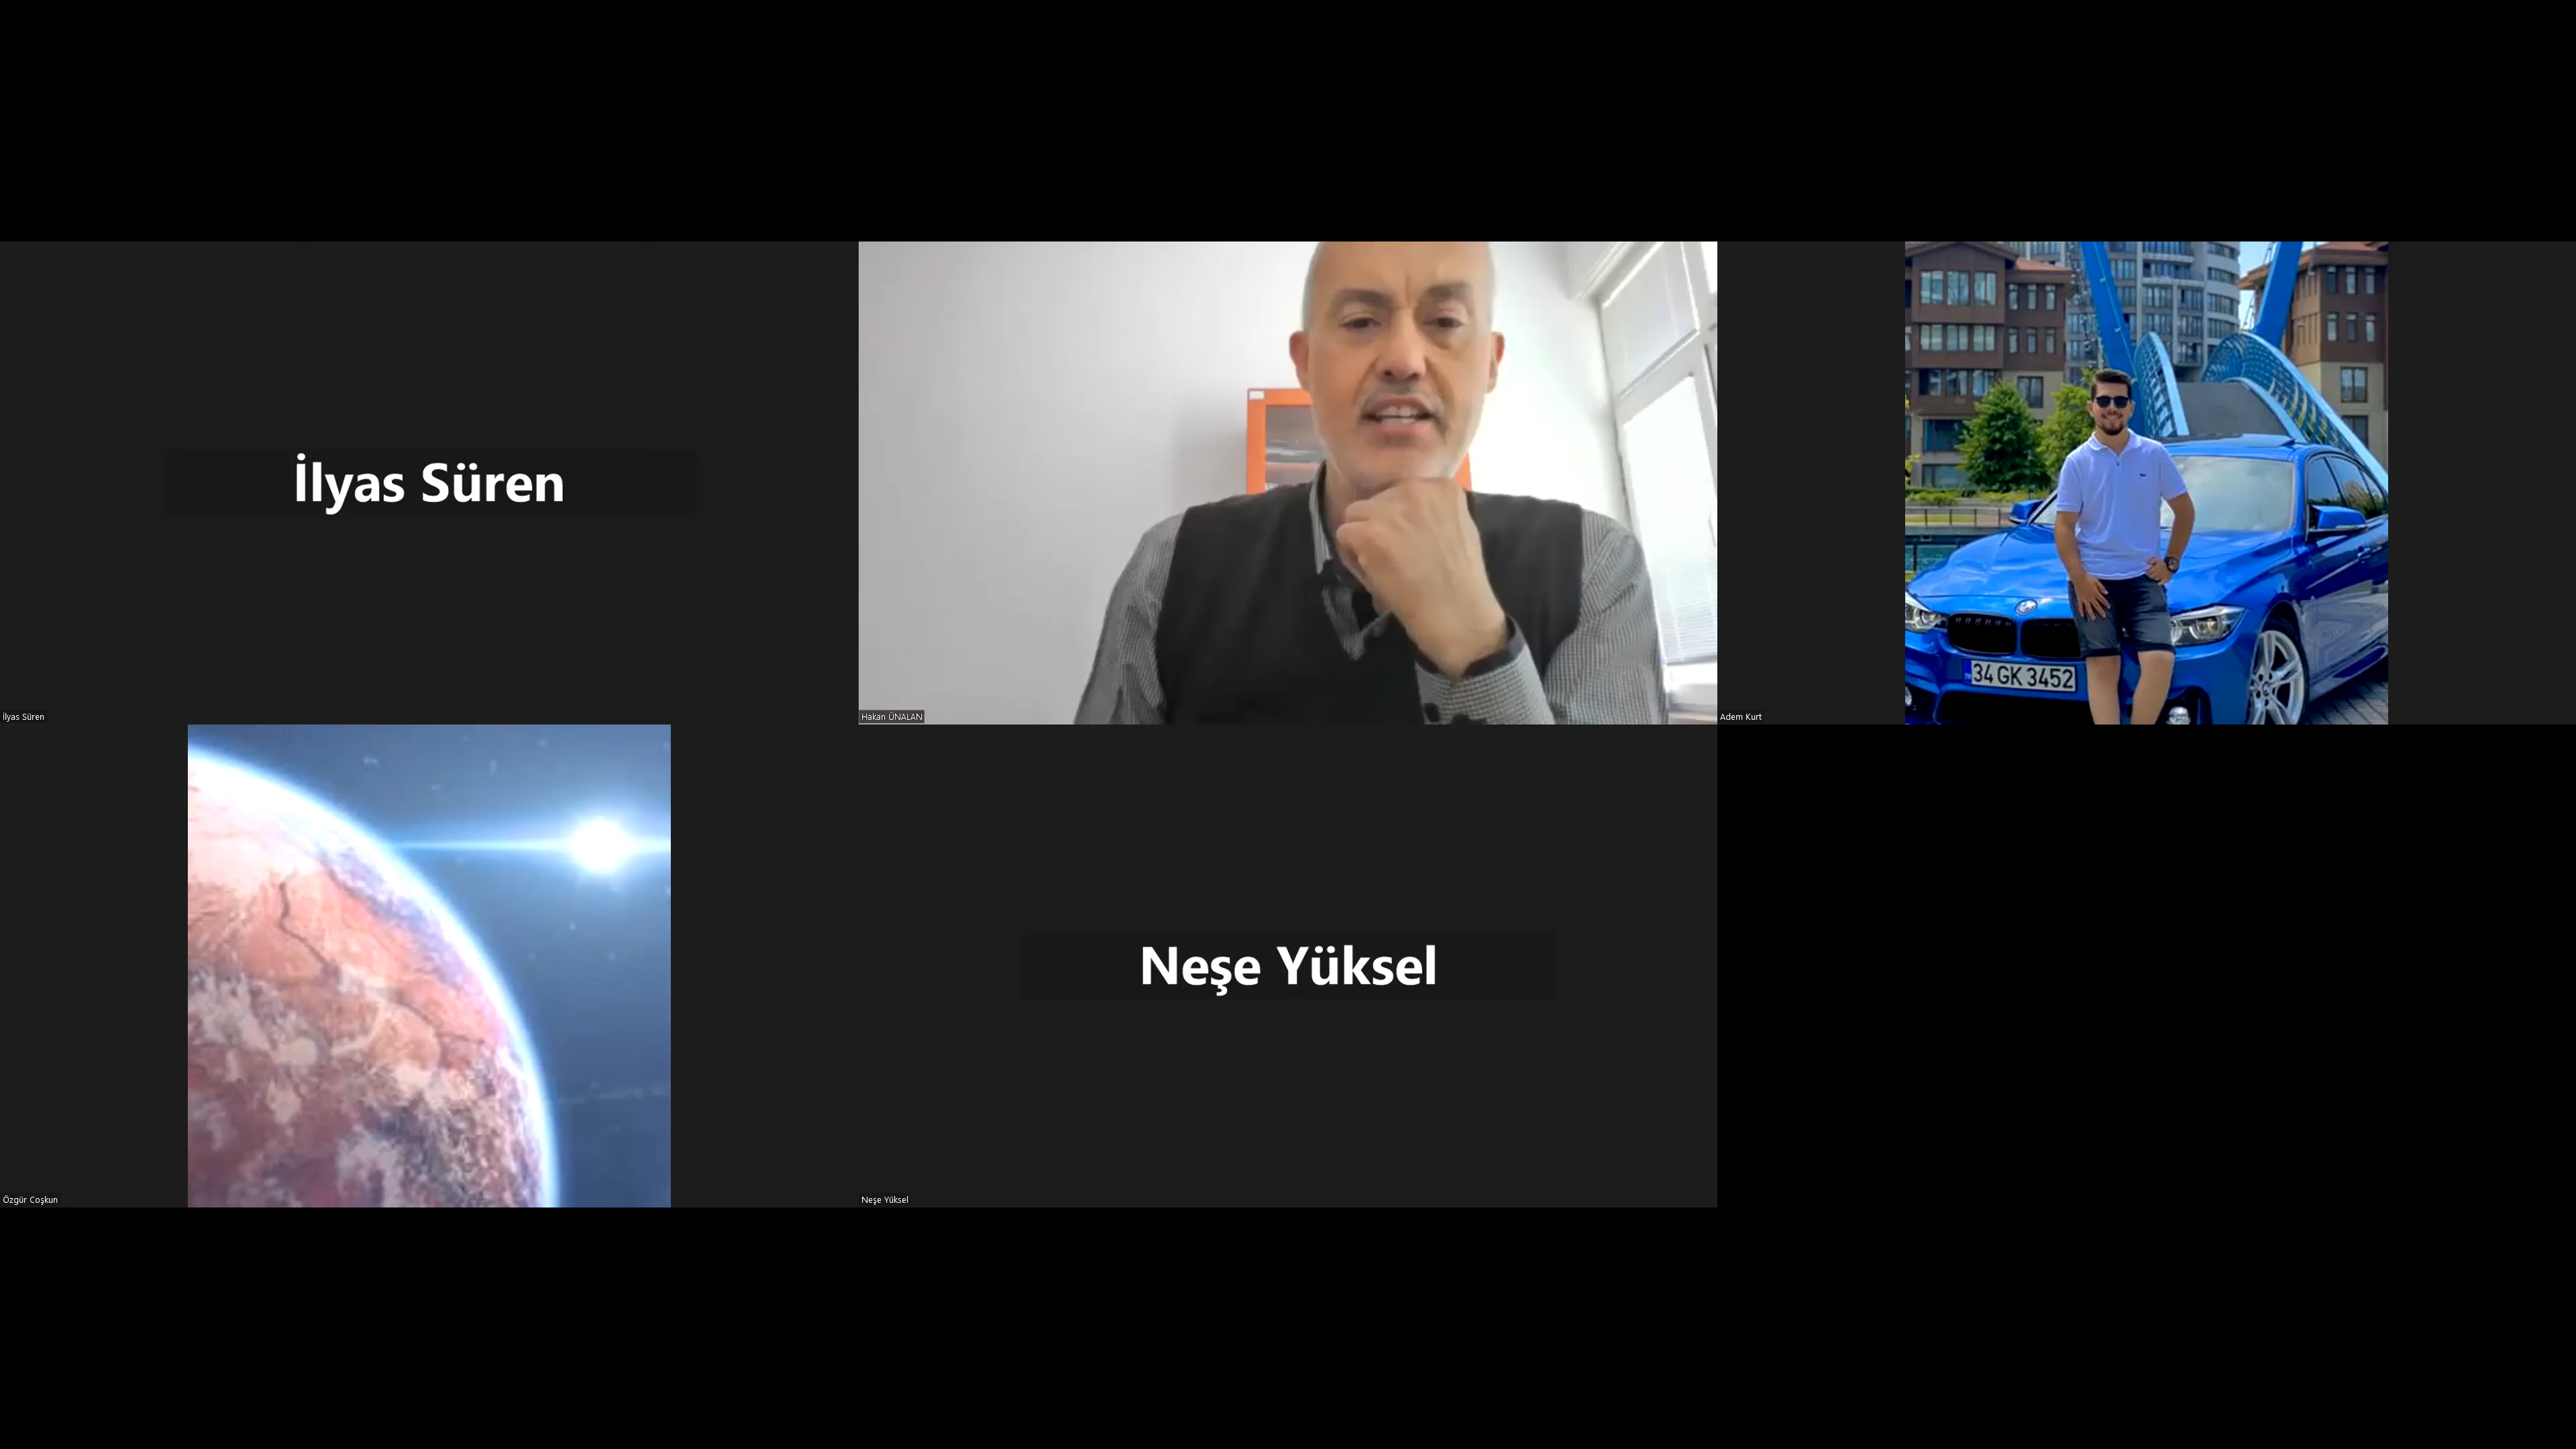 İlyas Süren
İlyas Süren
Hakan ÜNALAN
34 GK 3452
Adem Kurt
Özgür Coşkun
Neşe Yüksel
Neşe Yüksel